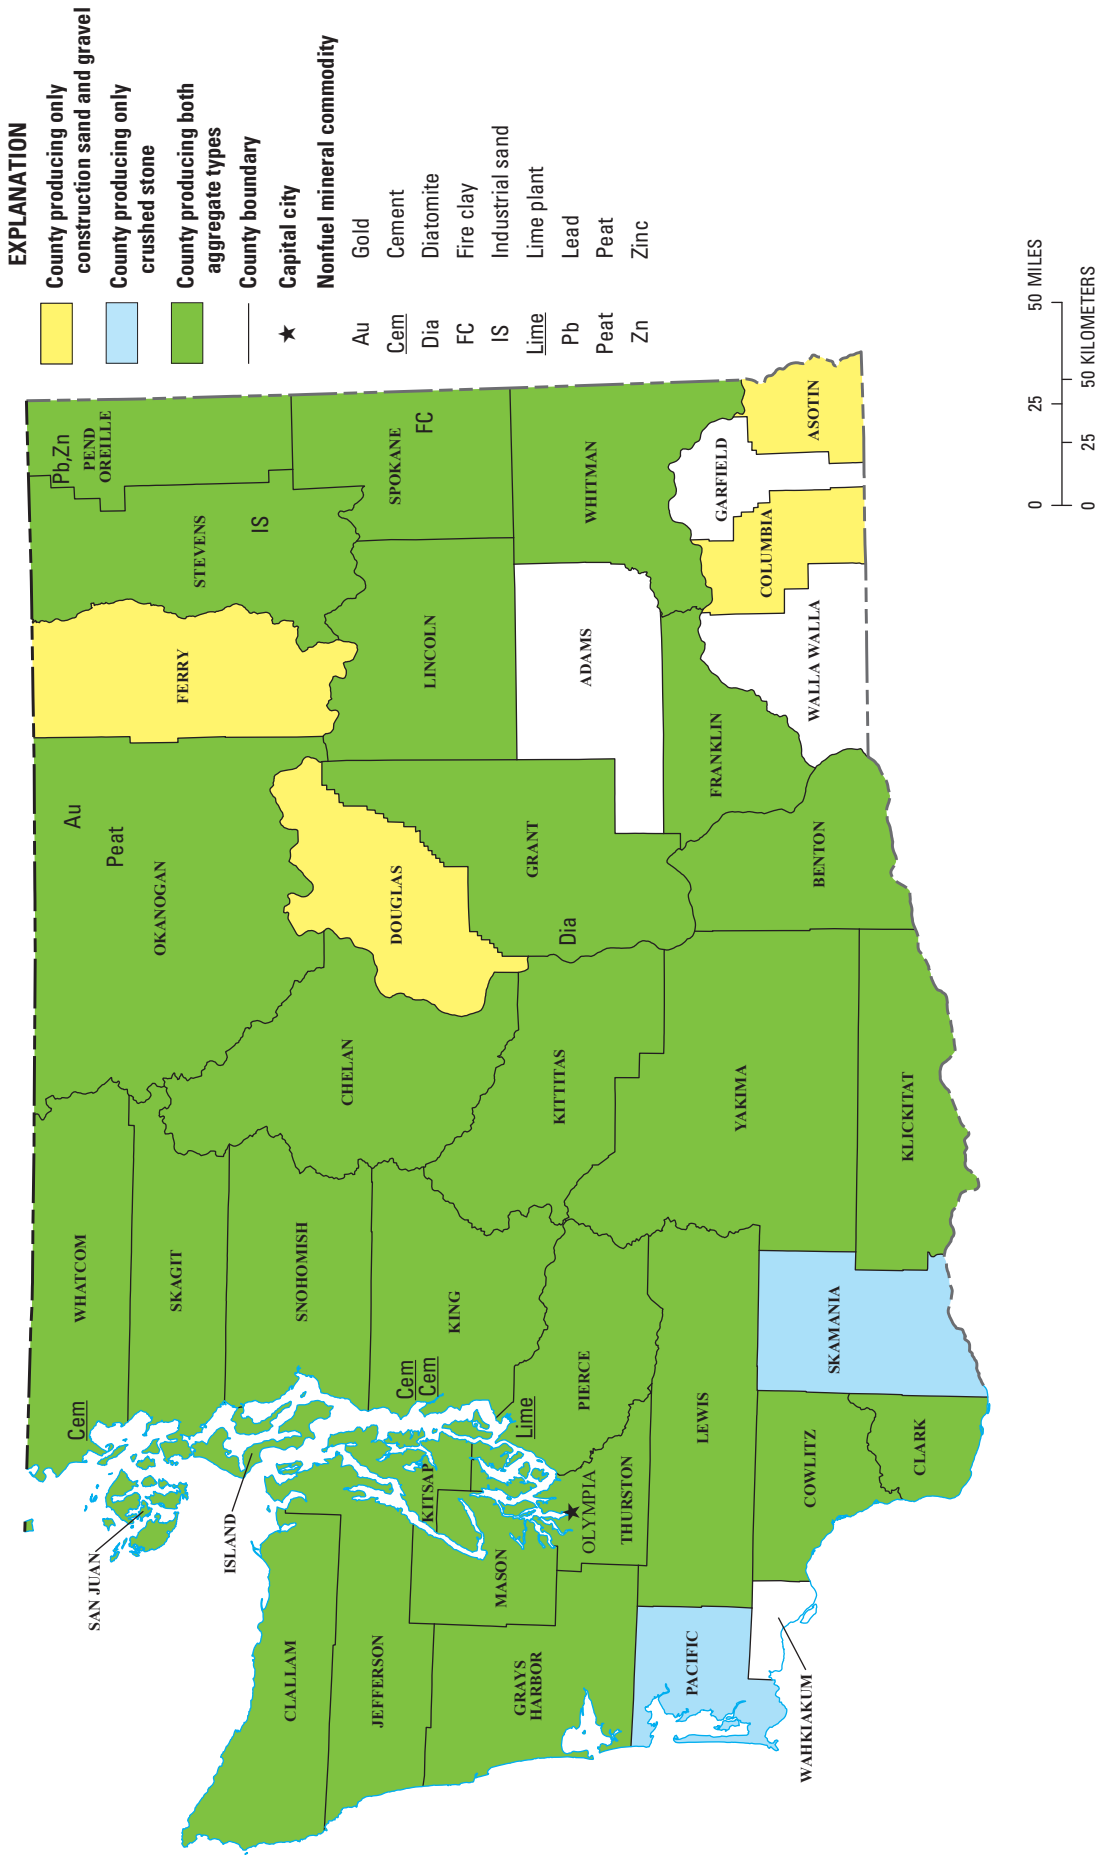 EXPLANATION
County producing only
construction sand and gravel
County producing only
crushed stone
County producing both
aggregate types
County boundary
Capital city
Nonfuel mineral commodity
Au Gold
Cem Cement
Dia Diatomite
FC Fire clay
IS Industrial sand
Lime Lime plant
Pb Lead
Peat Peat
Zn Zinc
Pb,Zn
PEND
OREILLE
STEVENS
IS
FERRY
Au
Peat
OKANOGAN
WHATCOM
Cem
SKAGIT
SAN JUAN
ISLAND
SNOHOMISH
CHELAN
DOUGLAS
LINCOLN
SPOKANE
FC
CLALLAM
JEFFERSON
KITSAP
Cem
Cem
KING
GRANT
Dia
KITTITAS
ADAMS
WHITMAN
GRAYS
HARBOR
MASON
Lime
OLYMPIA
THURSTON
PIERCE
PACIFIC
LEWIS
YAKIMA
FRANKLIN
GARFIELD
COLUMBIA
ASOTIN
WALLA WALLA
BENTON
WAHKIAKUM
COWLITZ
SKAMANIA
CLARK
KLICKITAT
0 25 50 MILES
0 25 50 KILOMETERS